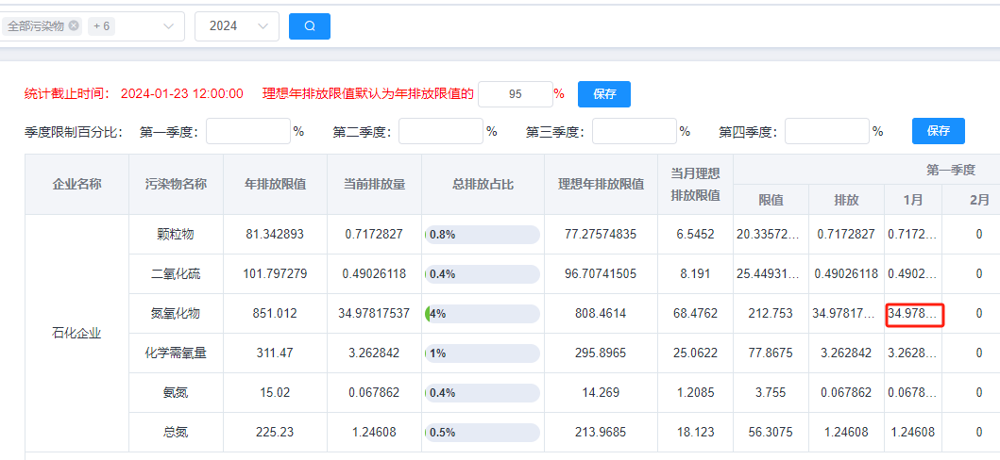 全部污染物 + 6 2024
统计截止时间： 2024-01-23 12:00:00 理想年排放限值默认为年排放限值的 95 % 保存
季度限制百分比： 第一季度： % 第二季度： % 第三季度： % 第四季度： % 保存
企业名称 污染物名称 年排放限值 当前排放量 总排放占比 理想年排放限值 当月理想排放限值 第一季度
限值 排放 1月 2月
石化企业
颗粒物 81.342893 0.7172827 0.8% 77.27574835 6.5452 20.33572... 0.7172827 0.7172... 0
二氧化硫 101.797279 0.49026118 0.4% 96.70741505 8.191 25.44931... 0.49026118 0.4902... 0
氮氧化物 851.012 34.97817537 4% 808.4614 68.4762 212.753 34.97817... 34.978... 0
化学需氧量 311.47 3.262842 1% 295.8965 25.0622 77.8675 3.262842 3.2628... 0
氨氮 15.02 0.067862 0.4% 14.269 1.2085 3.755 0.067862 0.0678... 0
总氮 225.23 1.24608 0.5% 213.9685 18.123 56.3075 1.24608 1.24608 0